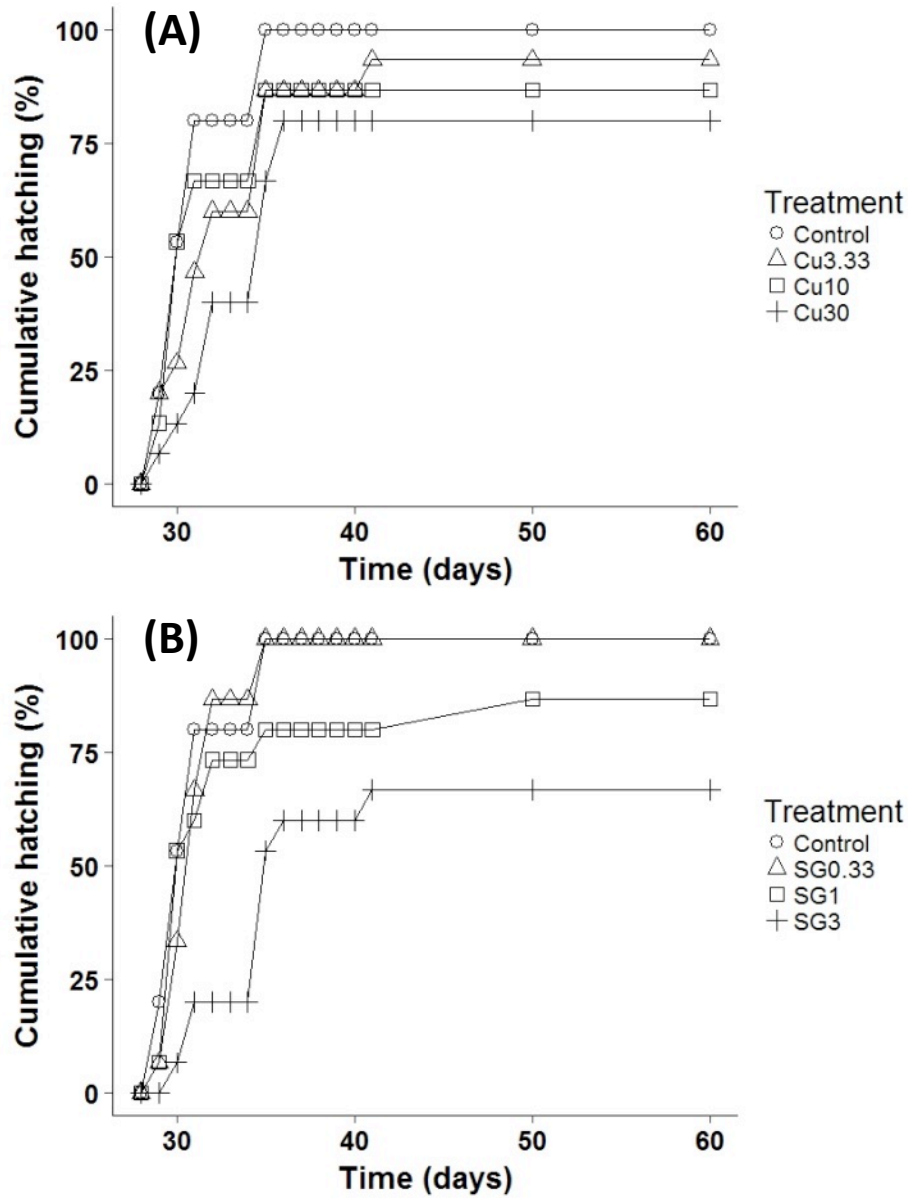 (A)
Cumulative hatching (%)
100
75
50
25
0
30 40 50 60
Time (days)
Treatment
Control
Cu3.33
Cu10
Cu30
(B)
Cumulative hatching (%)
100
75
50
25
0
30 40 50 60
Time (days)
Treatment
Control
SG0.33
SG1
SG3